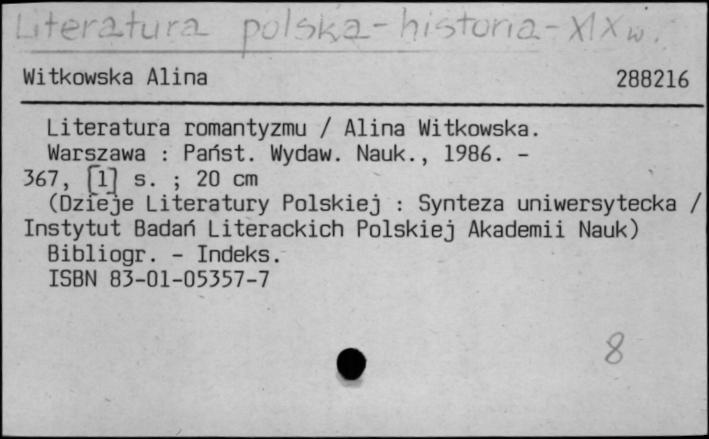 Literatura polska - historia - XIX w.
Witkowska Alina 288216
Literatura romantyzmu / Alina Witkowska.
Warszawa : Państ. Wydaw. Nauk., 1986. -
367, [1] s. ; 20 cm
(Dzieje Literatury Polskiej : Synteza uniwersytecka /
Instytut Badań Literackich Polskiej Akademii Nauk)
Bibliogr. - Indeks.
ISBN 83-01-05357-7
8